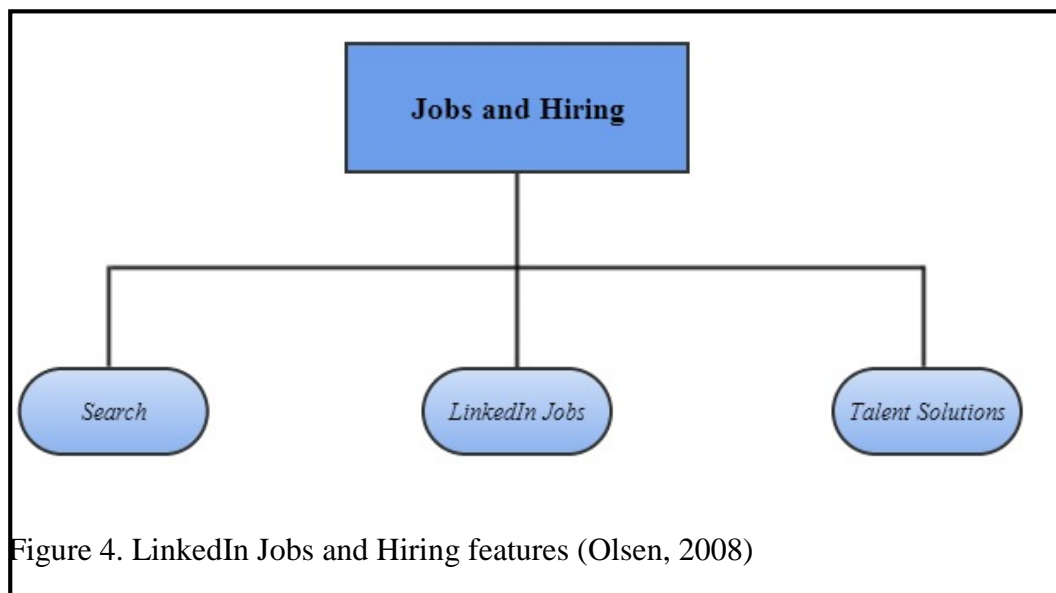 Jobs and Hiring
Search
LinkedIn Jobs
Talent Solutions
Figure 4. LinkedIn Jobs and Hiring features (Olsen, 2008)